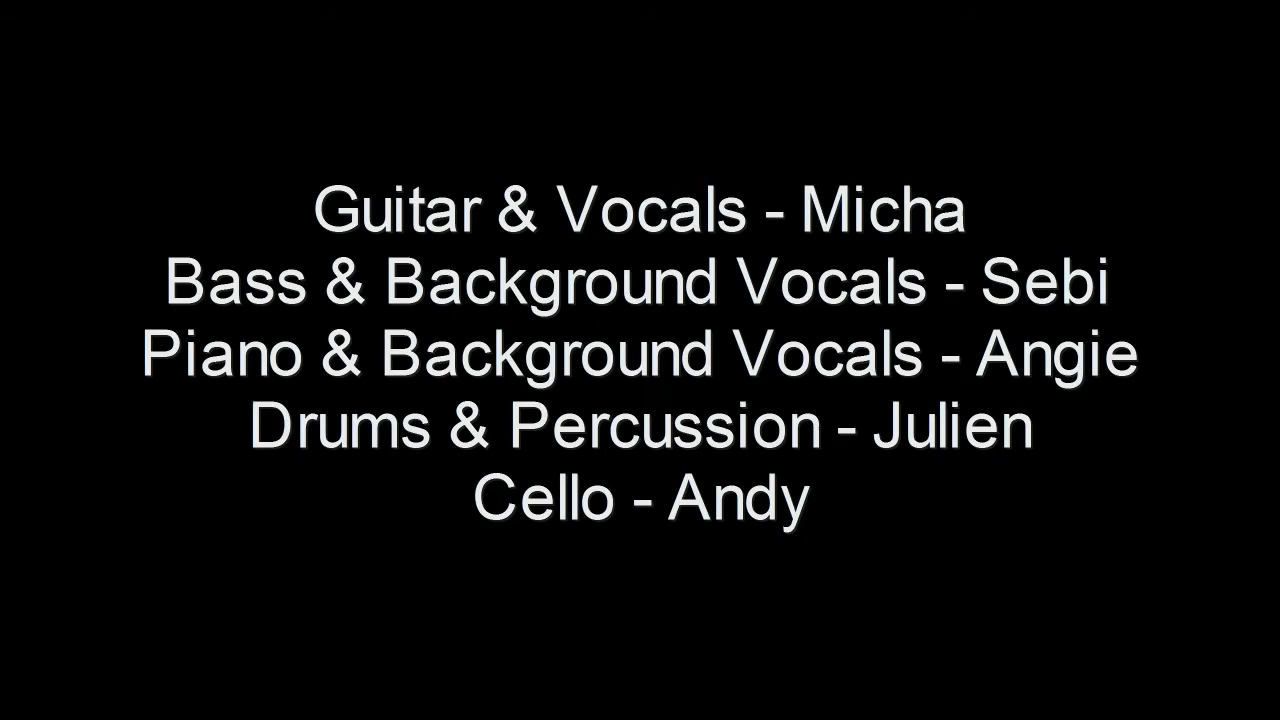 Guitar & Vocals - Micha
Bass & Background Vocals - Sebi
Piano & Background Vocals - Angie
Drums & Percussion - Julien
Cello - Andy